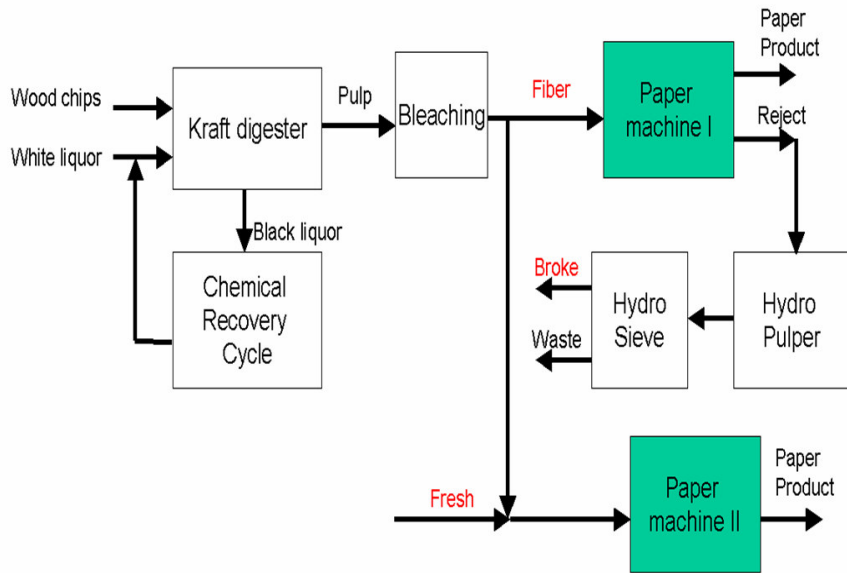 Paper
Product
Wood chips
White liquor
Kraft digester
Pulp
Bleaching
Fiber
Paper
machine I
Reject
Black liquor
Chemical
Recovery
Cycle
Broke
Waste
Hydro
Sieve
Hydro
Pulper
Fresh
Paper
machine II
Paper
Product